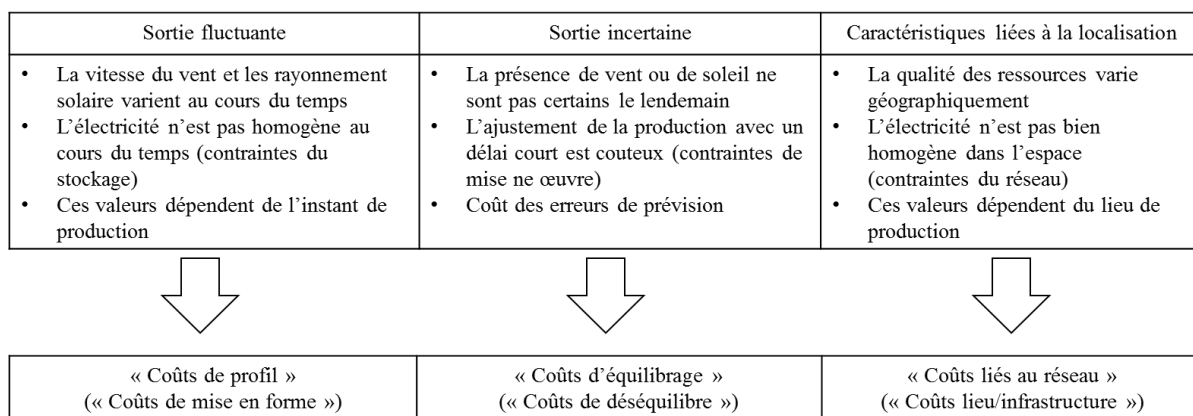 Sortie fluctuante
• La vitesse du vent et les rayonnement
solaire varient au cours du temps
• L'électricité n'est pas homogène au
cours du temps (contraintes du
stockage)
• Ces valeurs dépendent de l'instant de
production
Sortie incertaine
• La présence de vent ou de soleil ne
sont pas certains le lendemain
• L'ajustement de la production avec un
délai court est couteux (contraintes de
mise ne œuvre)
• Coût des erreurs de prévision
Caractéristiques liées à la localisation
• La qualité des ressources varie
géographiquement
• L'électricité n'est pas bien
homogène dans l'espace
(contraintes du réseau)
• Ces valeurs dépendent du lieu de
production
« Coûts de profil »
(« Coûts de mise en forme »)
« Coûts d'équilibrage »
(« Coûts de déséquilibre »)
« Coûts liés au réseau »
(« Coûts lieu/infrastructure »)